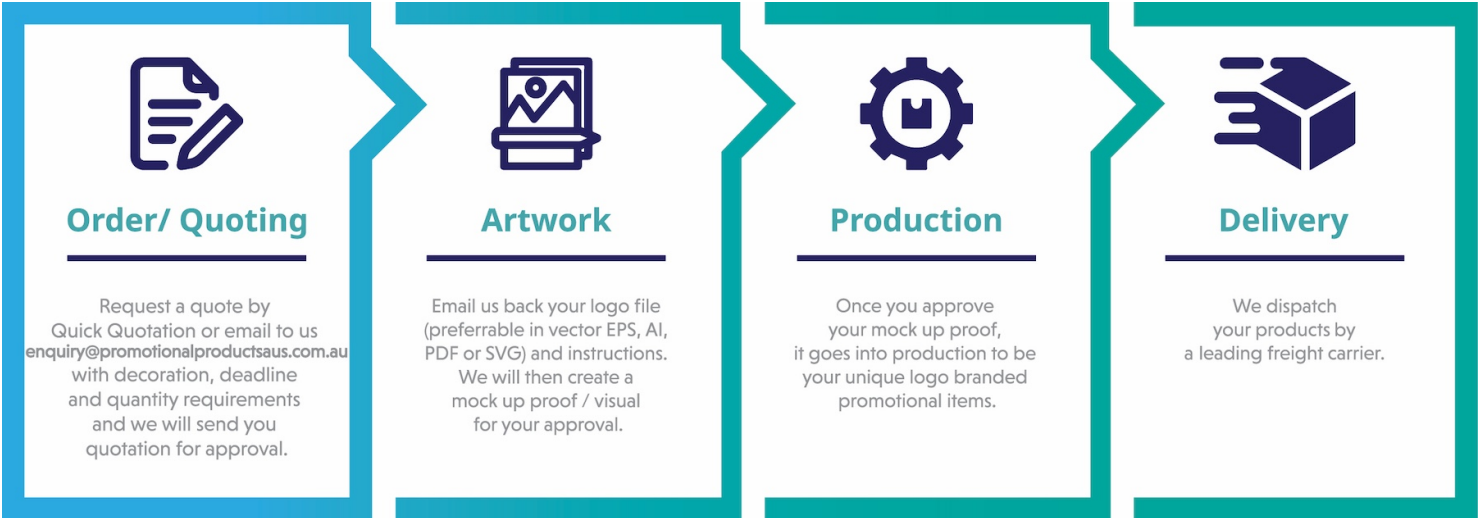 Order/ Quoting
Request a quote by
Quick Quotation or email to us
enquiry@promotionalproductsaus.com.au
with decoration, deadline
and quantity requirements
and we will send you
quotation for approval.
Artwork
Email us back your logo file
(preferrable in vector EPS, AI,
PDF or SVG) and instructions.
We will then create a
mock up proof / visual
for your approval.
Production
Once you approve
your mock up proof,
it goes into production to be
your unique logo branded
promotional items.
Delivery
We dispatch
your products by
a leading freight carrier.